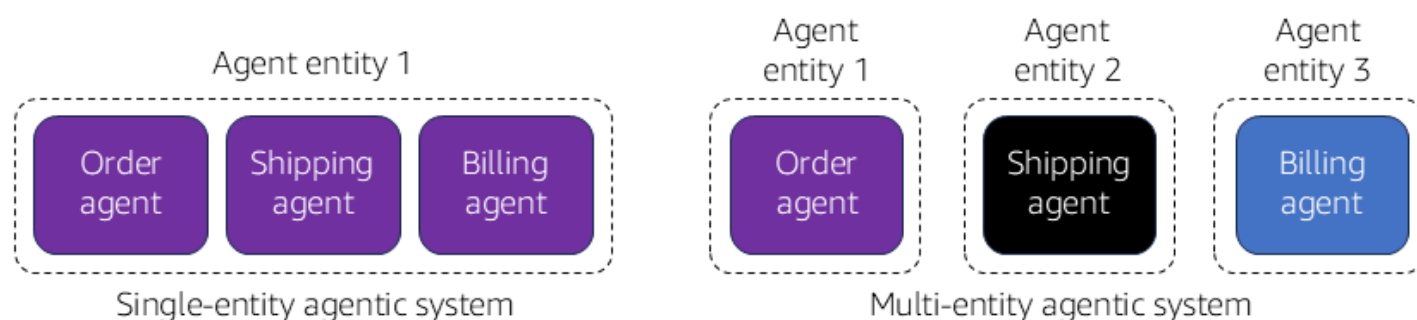 Agent entity 1
Order
agent
Shipping
agent
Billing
agent
Single-entity agentic system
Agent
entity 1
Agent
entity 2
Agent
entity 3
Order
agent
Shipping
agent
Billing
agent
Multi-entity agentic system